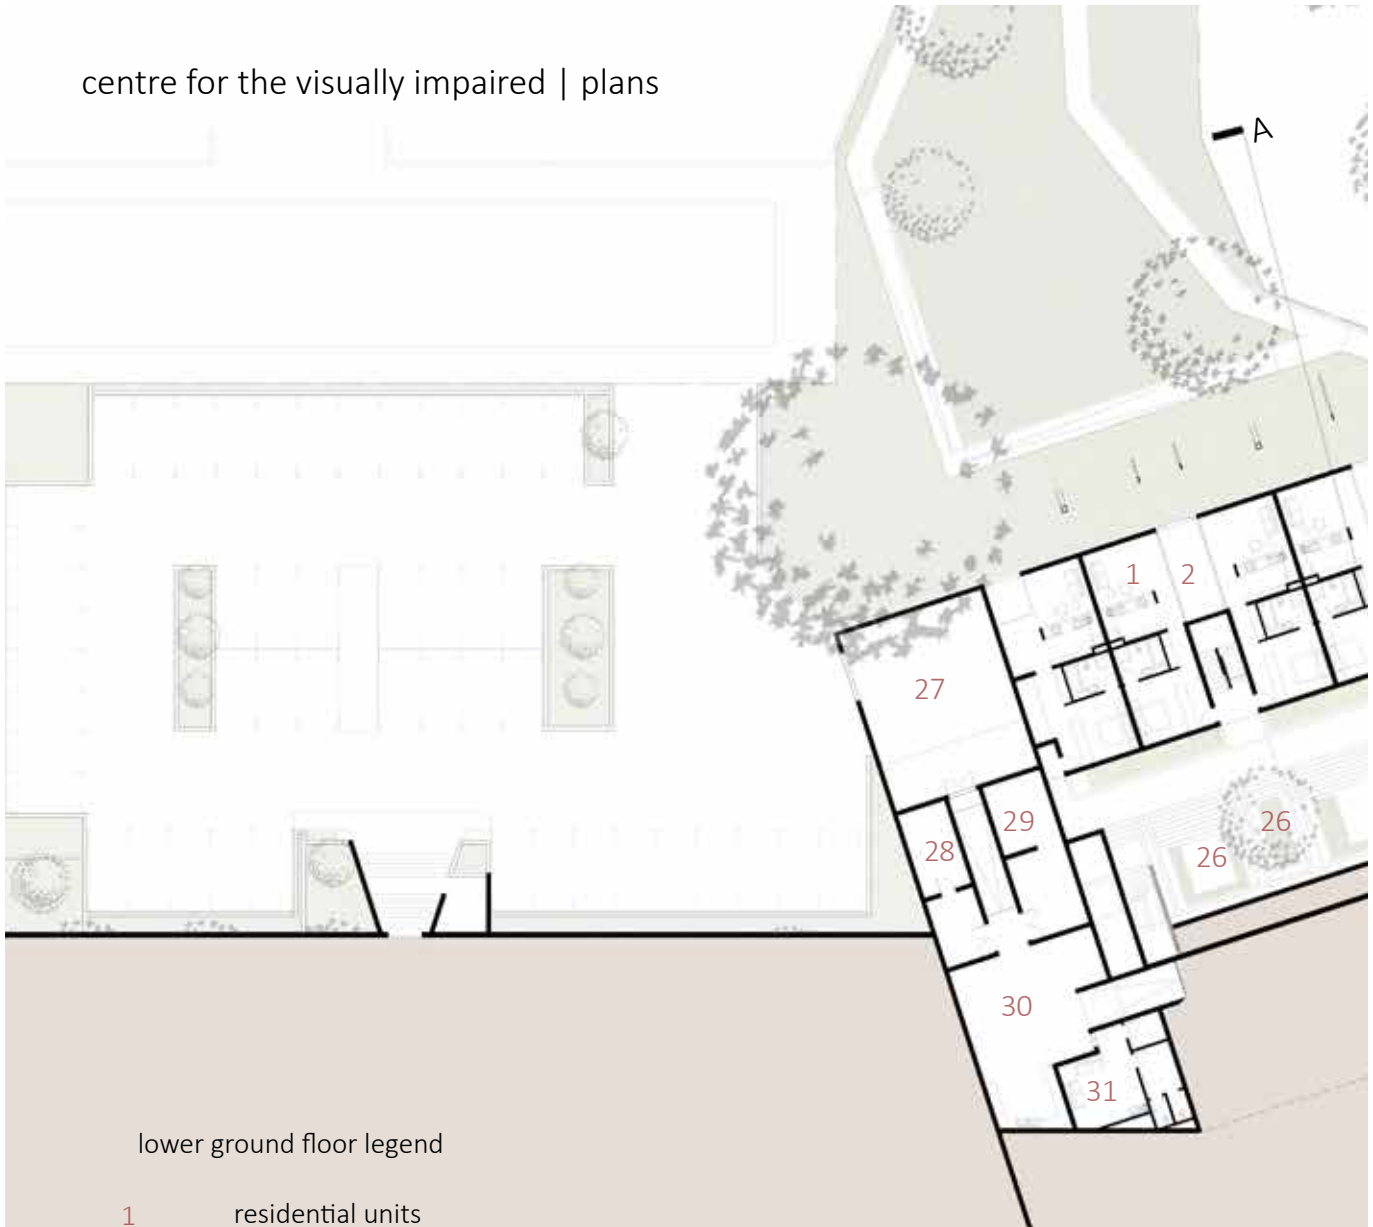 centre for the visually impaired | plans
A
1 2
27
29
28
26
26
30
31
lower ground floor legend
1 residential units